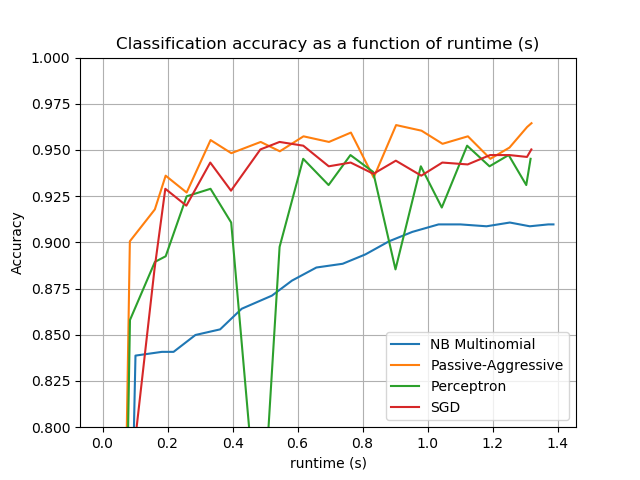 Classification accuracy as a function of runtime (s)
1.000
0.975
0.950
0.925
0.900
0.875
0.850
0.825
0.800
Accuracy
NB Multinomial
Passive-Aggressive
Perceptron
SGD
0.0 0.2 0.4 0.6 0.8 1.0 1.2 1.4
runtime (s)